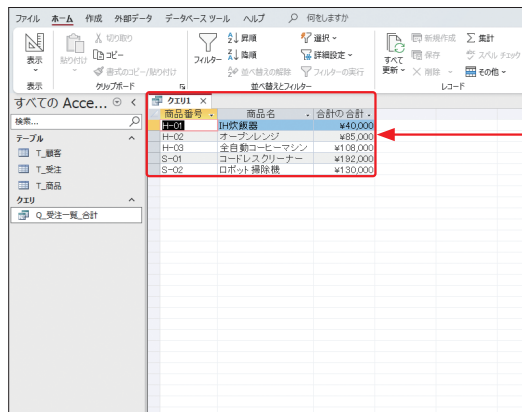 ファイル ホーム 作成 外部データ データベース ツール ヘルプ 何をしますか
表示
表示
貼り付け
切り取り
コピー
書式のコピー/貼り付け
クリップボード
フィルター
昇順
降順
並べ替えの解除
選択
詳細設定
フィルターの実行
並べ替えとフィルター
すべて
更新
新規作成
保存
削除
集計
スペル チェック
その他
レコード
すべての Acce...
検索...
テーブル
T_顧客
T_受注
T_商品
クエリ
Q_受注一覧_合計
クエリ1
商品番号 商品名 合計の合計
H-01 IH炊飯器 ¥40,000
H-02 オーブンレンジ ¥85,000
H-03 全自動コーヒーマシン ¥108,000
S-01 コードレスクリーナー ¥192,000
S-02 ロボット掃除機 ¥130,000